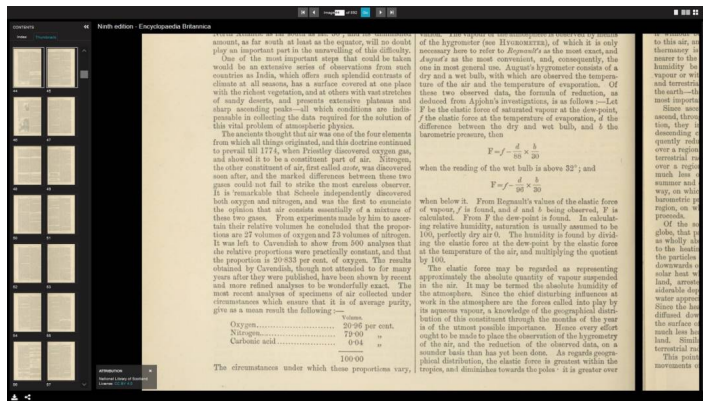 CONTENTS
Index
Thumbnails
Ninth edition - Encyclopaedia Britannica
Image
of 892
Go
amount, as far south at least as the equator, will no doubt
play an important part in the unravelling of this difficulty.
One of the most important steps that could be taken
would be an extensive series of observations from such
countries as India, which offers such splendid contrasts of
climate at all seasons, has a surface covered at one place
with the richest vegetation, and at others with vast stretches
of sandy deserts, and presents extensive plateaus and
sharp ascending peaks—all which conditions are indis-
pensable in collecting the data required for the solution of
this vital problem of atmospheric physics.
The ancients thought that air was one of the four elements
from which all things originated, and this doctrine continued
to prevail till 1774, when Priestley discovered oxygen gas,
and showed it to be a constituent part of air. Nitrogen,
the other constituent of air, first called azote, was discovered
soon after, and the marked differences between these two
gases could not fail to strike the most careless observer.
It is remarkable that Scheele independently discovered
both oxygen and nitrogen, and was the first to enunciate
the opinion that air consists essentially of a mixture of
these two gases. From experiments made by him to ascer-
tain their relative volumes he concluded that the propor-
tions are 27 volumes of oxygen and 73 volumes of nitrogen.
It was left to Cavendish to show from 500 analyses that
the relative proportions were practically constant, and that
the proportion is 20·833 per cent. of oxygen. The results
obtained by Cavendish, though not attended to for many
years after they were published, have been shown by recent
and more refined analyses to be wonderfully exact. The
most recent analyses of specimens of air collected under
circumstances which ensure that it is of average purity,
give as a mean result the following:—
Volume.
Oxygen 20·96 per cent.
Nitrogen 79·00 „
Carbonic acid 0·04 „
100·00
The circumstances under which these proportions vary,
of the hygrometer (see HYGROMETER), of which it is only
necessary here to refer to Regnault's as the most exact, and
August's as the most convenient, and, consequently, the
one in most general use. August's hygrometer consists of a
dry and a wet bulb, with which are observed the tempera-
ture of the air and the temperature of evaporation. Of
these two observed data, the formula of reduction, as
deduced from Apjohn's investigations, is as follows:—Let
F be the elastic force of saturated vapour at the dew-point,
f the elastic force at the temperature of evaporation, d the
difference between the dry and wet bulb, and b the
barometric pressure, then
F=f− d/88 × b/30
when the reading of the wet bulb is above 32°; and
F=f− d/96 × b/30
when below it. From Regnault's values of the elastic force
of vapour, f is found, and d and b being observed, F is
calculated. From F the dew-point is found. In calculat-
ing relative humidity, saturation is usually assumed to be
100, perfectly dry air 0. The humidity is found by divid-
ing the elastic force at the dew-point by the elastic force
at the temperature of the air, and multiplying the quotient
by 100.
The elastic force may be regarded as representing
approximately the absolute quantity of vapour suspended
in the air. It may be termed the absolute humidity of
the atmosphere. Since the chief disturbing influences at
work in the atmosphere are the forces called into play by
its aqueous vapour, a knowledge of the geographical distri-
bution of this constituent through the months of the year
is of the utmost possible importance. Hence every effort
ought to be made to place the observation of the hygrometry
of the air, and the reduction of the observed data, on a
sounder basis than has yet been done. As regards geogra-
phical distribution, the elastic force is greatest within the
tropics, and diminishes towards the poles · it is greater over
ATTRIBUTION
National Library of Scotland
License: CC BY 4.0